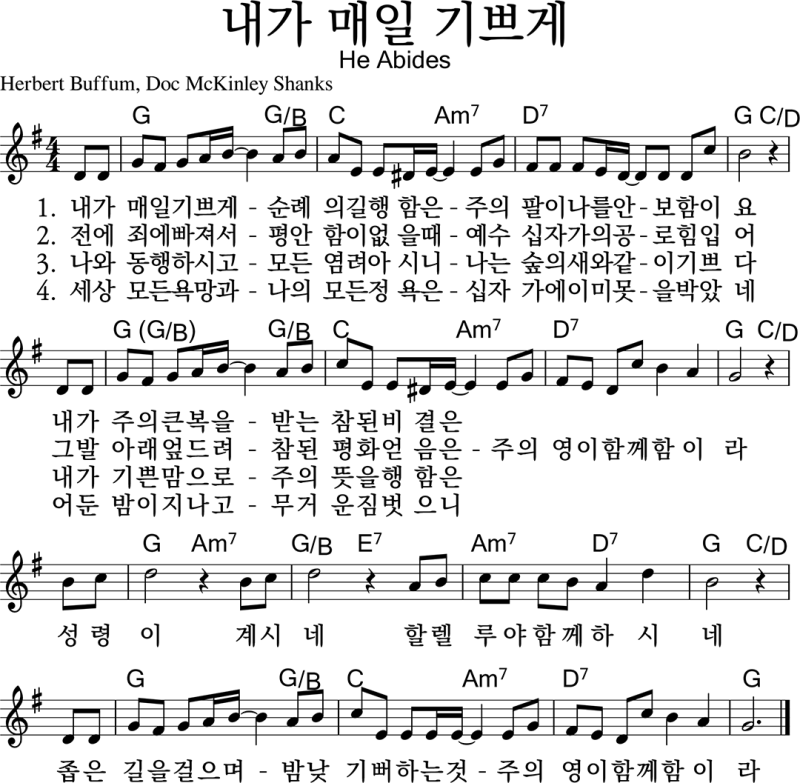 내가 매일 기쁘게
He Abides
Herbert Buffum, Doc McKinley Shanks
G G/B C Am7 D7 G C/D
1. 내가 매일기쁘게 - 순례 의길행 함은 - 주의 팔이나를안 - 보함이 요
2. 전에 죄에빠져서 - 평안 함이없 을때 - 예수 십자가의공 - 로힘입 어
3. 나와 동행하시고 - 모든 염려아 시니 - 나는 숲의새와같 - 이기쁘 다
4. 세상 모든욕망과 - 나의 모든정 욕은 - 십자 가에이미못 - 을박았 네
G (G/B) G/B C Am7 D7 G C/D
내가 주의큰복을 - 받는 참된비 결은
그발 아래엎드려 - 참된 평화얻 음은 - 주의 영이함께함 이 라
내가 기쁜맘으로 - 주의 뜻을행 함은
어둔 밤이지나고 - 무거 운짐벗 으니
G Am7 G/B E7 Am7 D7 G C/D
성 령 이 계시 네 할렐 루야함께하 시 네
G G/B C Am7 D7 G
좁은 길을걸으며 - 밤낮 기뻐하는것 - 주의 영이함께함 이 라